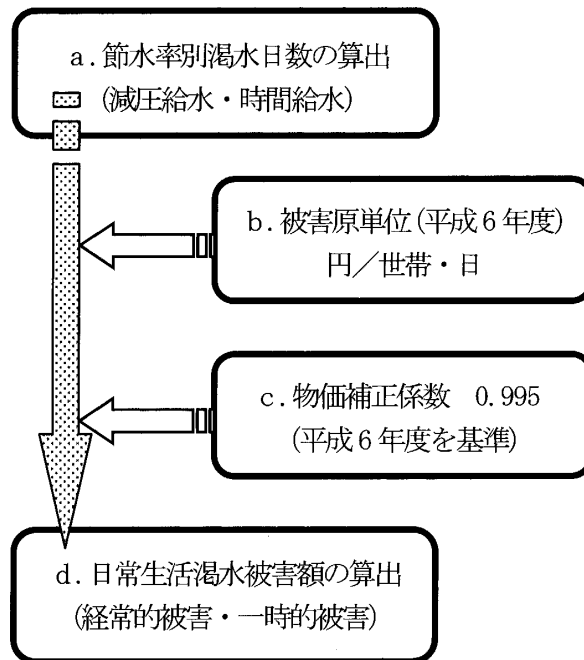 a．節水率別渇水日数の算出
(減圧給水・時間給水)
b．被害原単位(平成6年度)
円／世帯・日
c．物価補正係数　0.995
(平成6年度を基準)
d．日常生活渇水被害額の算出
(経常的被害・一時的被害)